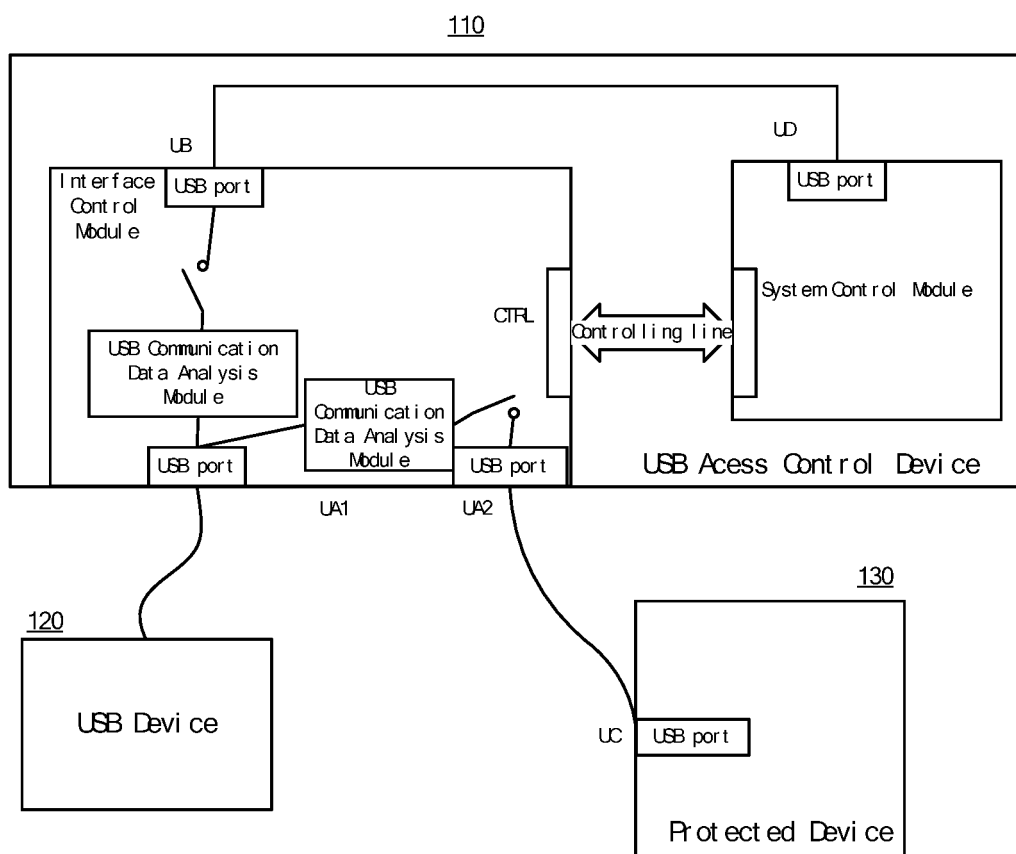 110
UB
UD
Interface
Control
Module
USB port
USB port
System Control Module
CTRL
Controlling line
USB Communication
Data Analysis
Module
USB
Communication
Data Analysis
Module
USB port
USB port
USB Acess Control Device
UA1
UA2
120
USB Device
130
UC
USB port
Protected Device